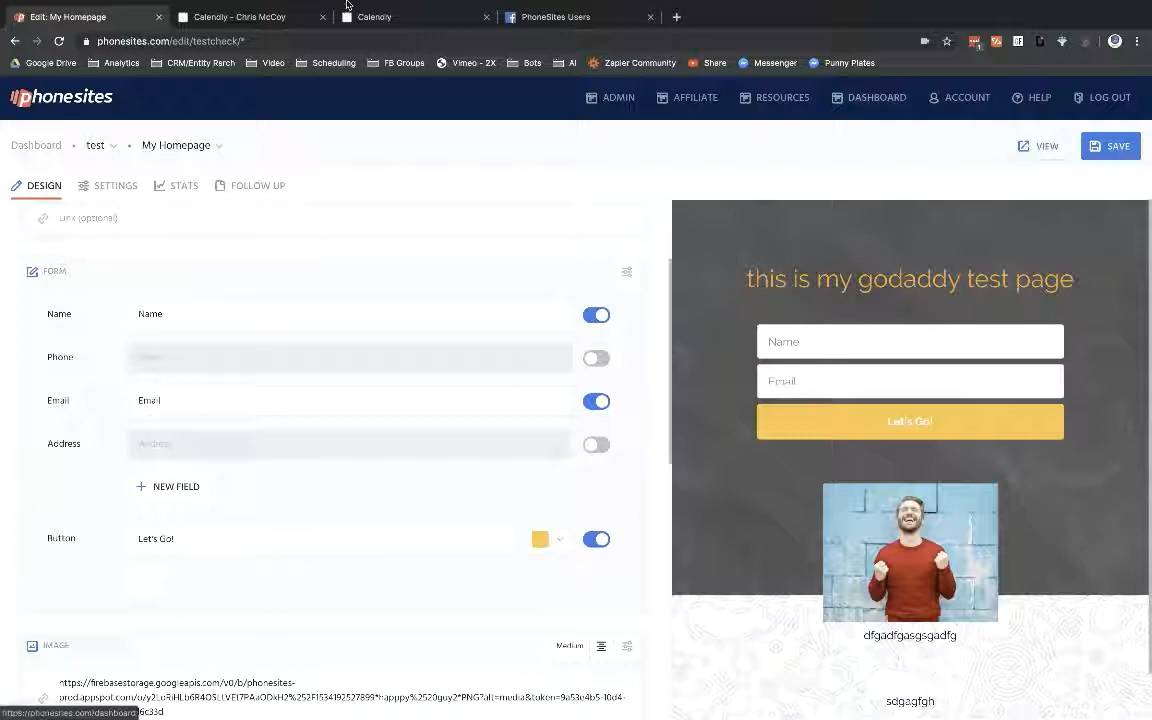 Edit: My Homepage
Calendly - Chris McCoy
Calendly
PhoneSites Users
phonesites.com/edit/testcheck/*
Google Drive
Analytics
CRM/Entity Rsrch
Video
Scheduling
FB Groups
Vimeo - 2X
Bots
AI
Zapier Community
Share
Messenger
Punny Plates
phonesites
ADMIN
AFFILIATE
RESOURCES
DASHBOARD
ACCOUNT
HELP
LOG OUT
Dashboard • test • My Homepage
VIEW
SAVE
DESIGN
SETTINGS
STATS
FOLLOW UP
Link (optional)
FORM
Name Name
Phone
Email Email
Address Address
NEW FIELD
Button Let's Go!
IMAGE
Medium
https://firebasestorage.googleapis.com/v0/b/phonesites-
https://phonesites.com/dashboard
this is my godaddy test page
Name
Email...
Let's Go!
dfgadfgasgsgadfg
sdgagfgh